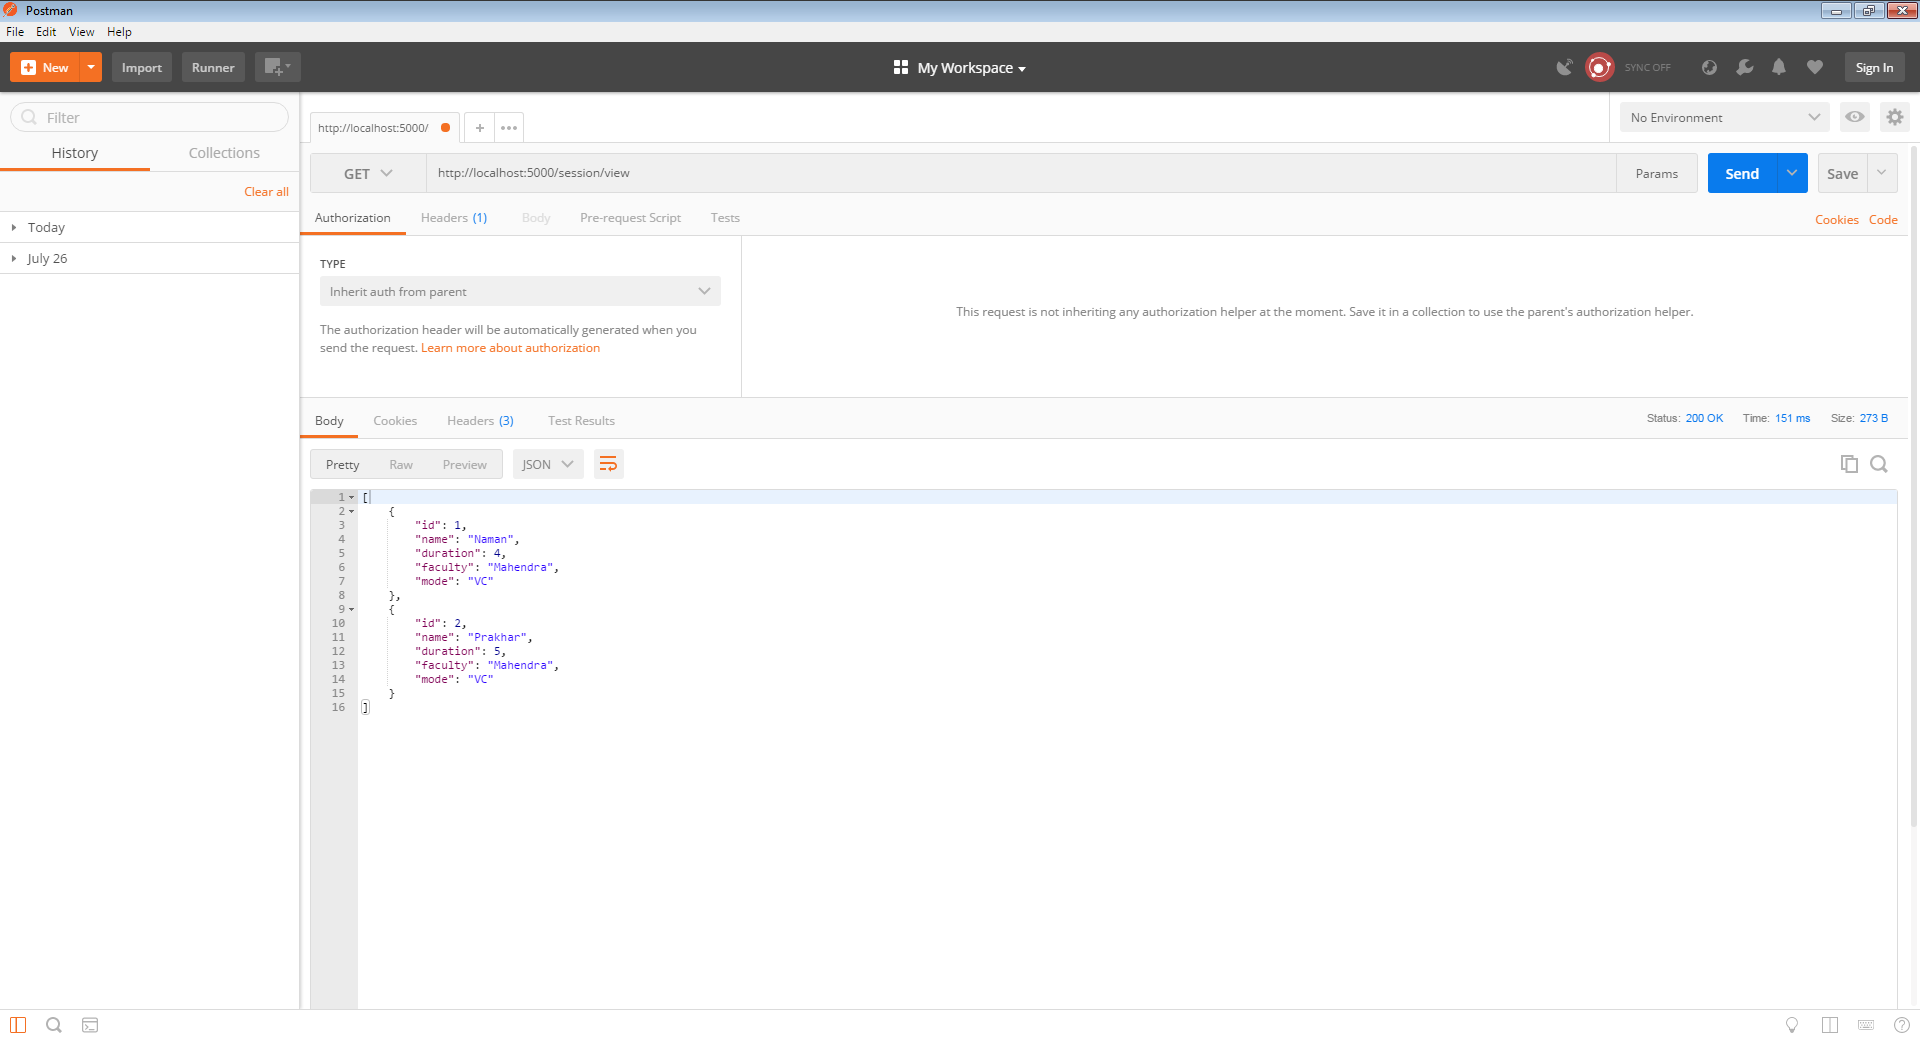 Postman
File Edit View Help
New Import Runner My Workspace SYNC OFF Sign In
Filter
History Collections
Clear all
Today
July 26
http://localhost:5000/ + ••• No Environment
GET http://localhost:5000/session/view Params Send Save
Authorization Headers (1) Body Pre-request Script Tests Cookies Code
TYPE
Inherit auth from parent
The authorization header will be automatically generated when you
send the request. Learn more about authorization
This request is not inheriting any authorization helper at the moment. Save it in a collection to use the parent's authorization helper.
Body Cookies Headers (3) Test Results Status: 200 OK Time: 151 ms Size: 273 B
Pretty Raw Preview JSON
1 [
2 {
3 "id": 1,
4 "name": "Naman",
5 "duration": 4,
6 "faculty": "Mahendra",
7 "mode": "VC"
8 },
9 {
10 "id": 2,
11 "name": "Prakhar",
12 "duration": 5,
13 "faculty": "Mahendra",
14 "mode": "VC"
15 }
16 ]